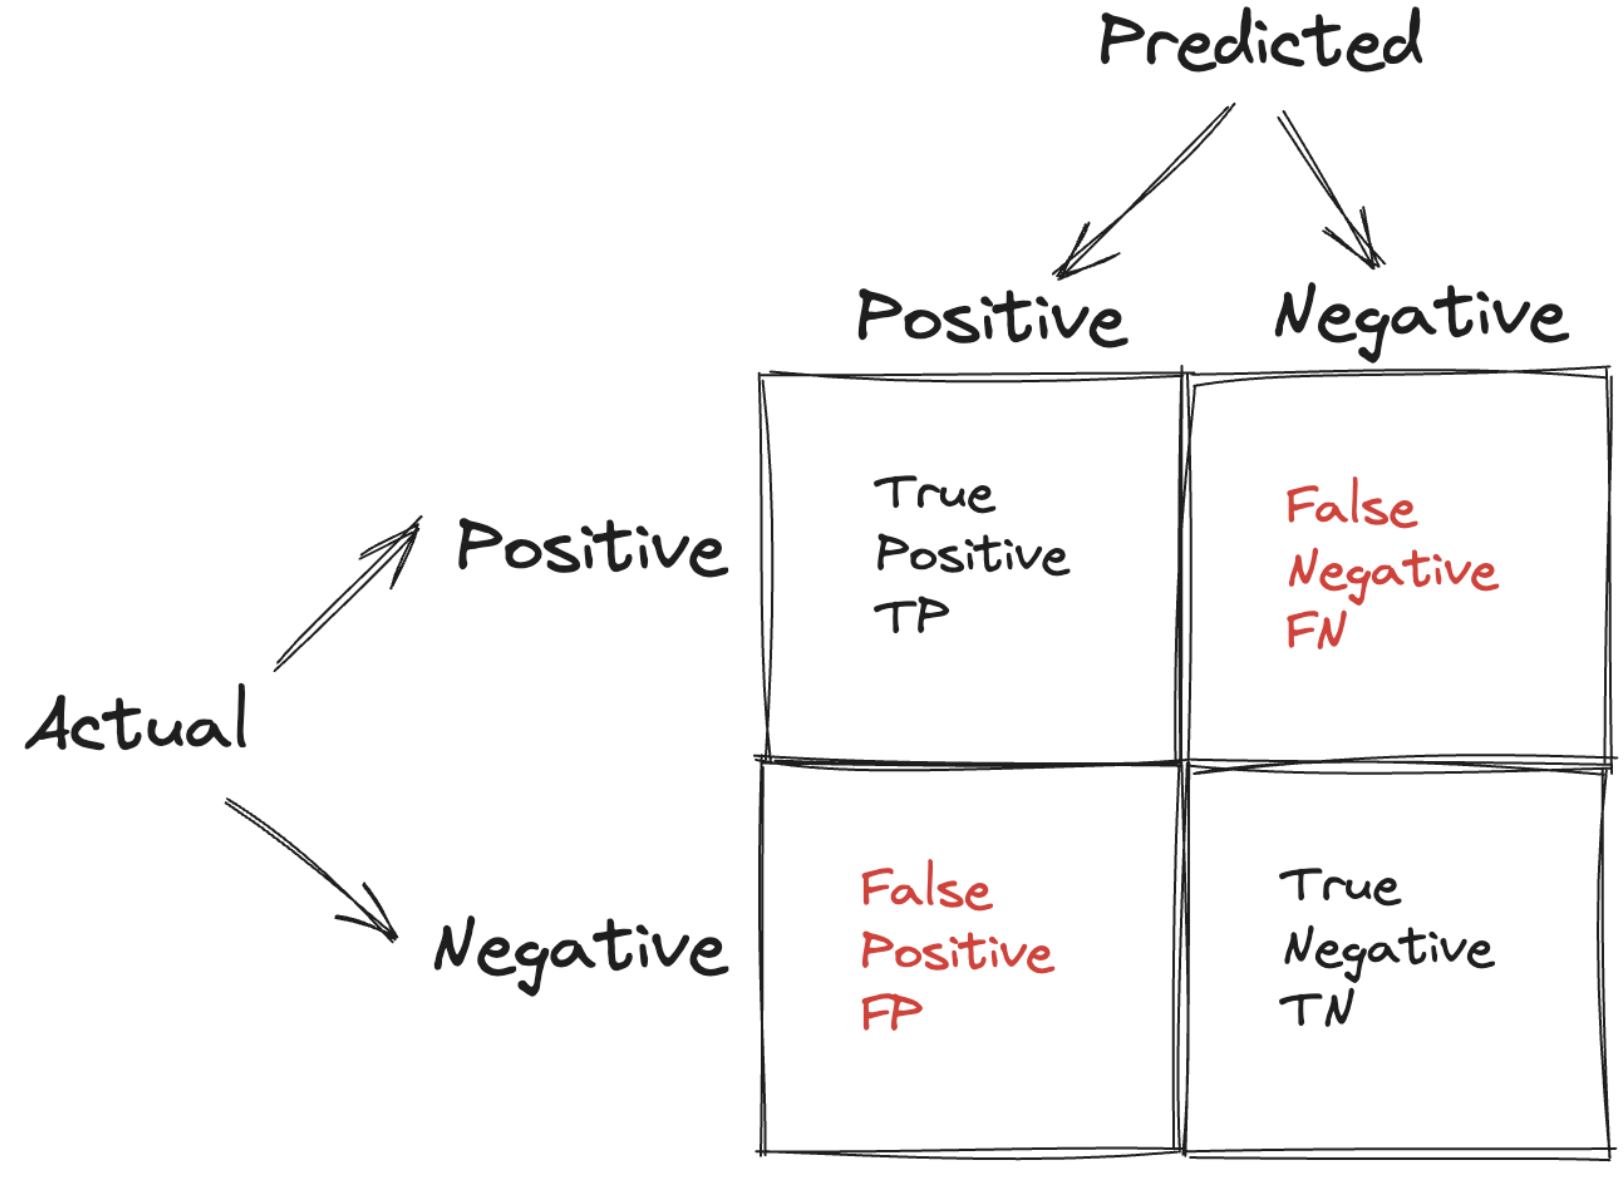 Predicted
Positive
Negative
True
Positive
TP
False
Negative
FN
Positive
Actual
Negative
False
Positive
FP
True
Negative
TN